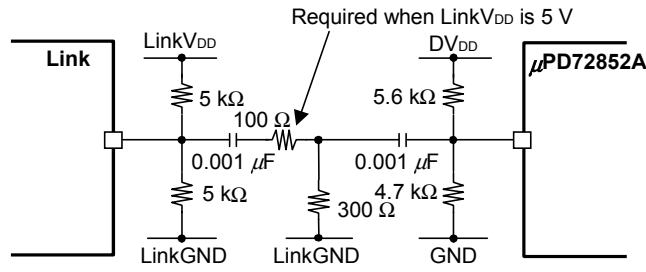 Required when LinkVDD is 5 V
LinkVDD
DVDD
Link
μPD72852A
5 kΩ
5.6 kΩ
100 Ω
0.001 μF
0.001 μF
5 kΩ
4.7 kΩ
300 Ω
LinkGND
LinkGND
GND